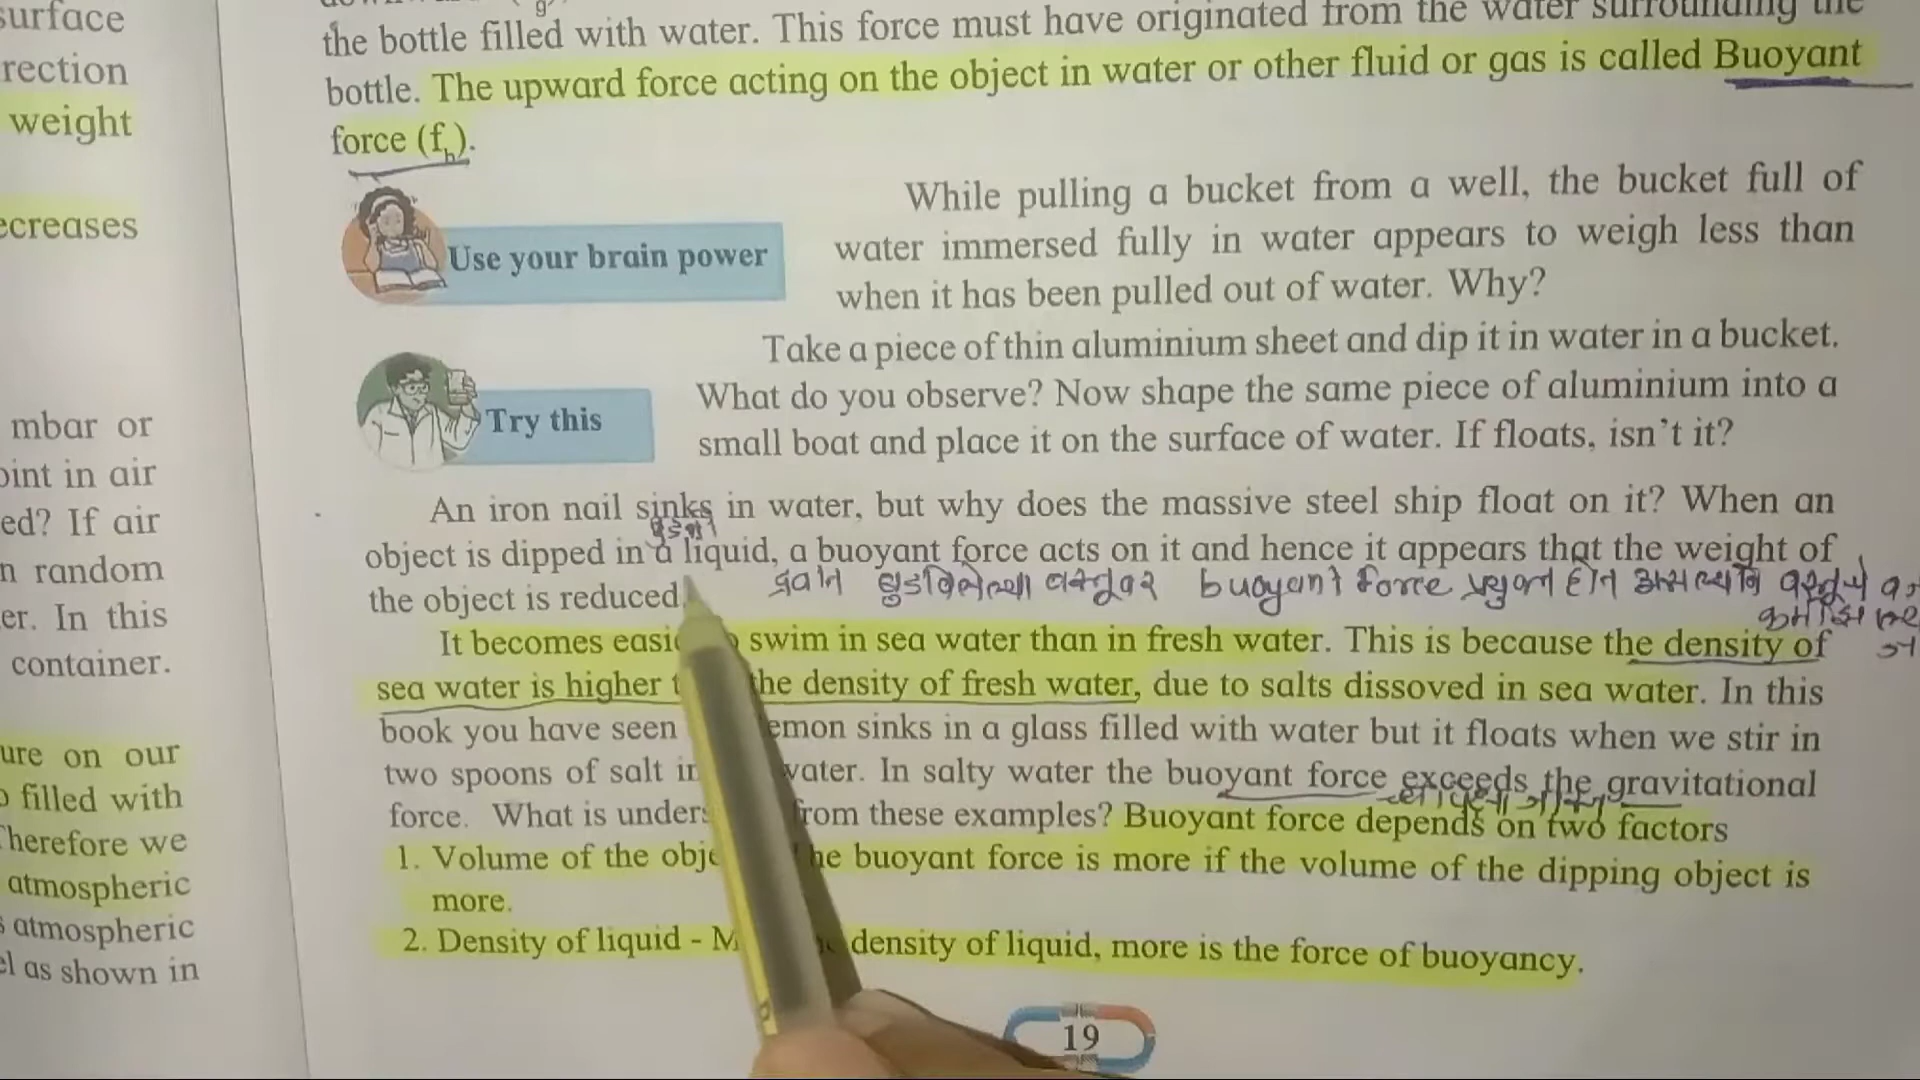 surface
rection
weight
ecreases
mbar or
oint in air
ed? If air
n random
er. In this
container.
ure on our
filled with
Therefore we
atmospheric
atmospheric
el as shown in
the bottle filled with water. This force must have originated from the water surrounding the
bottle. The upward force acting on the object in water or other fluid or gas is called Buoyant
force (fb).
Use your brain power
While pulling a bucket from a well, the bucket full of
water immersed fully in water appears to weigh less than
when it has been pulled out of water. Why?
Try this
Take a piece of thin aluminium sheet and dip it in water in a bucket.
What do you observe? Now shape the same piece of aluminium into a
small boat and place it on the surface of water. If floats, isn't it?
An iron nail sinks in water, but why does the massive steel ship float on it? When an
object is dipped in a liquid, a buoyant force acts on it and hence it appears that the weight of
the object is reduced.
buoyant force
It becomes swim in sea water than in fresh water. This is because the density of
sea water is higher the density of fresh water, due to salts dissoved in sea water. In this
book you have seen sinks in a glass filled with water but it floats when we stir in
two spoons of salt water. In salty water the buoyant force exceeds the gravitational
force. What is from these examples? Buoyant force depends on two factors
1. Volume of the buoyant force is more if the volume of the dipping object is
more.
2. Density of liquid - density of liquid, more is the force of buoyancy.
19